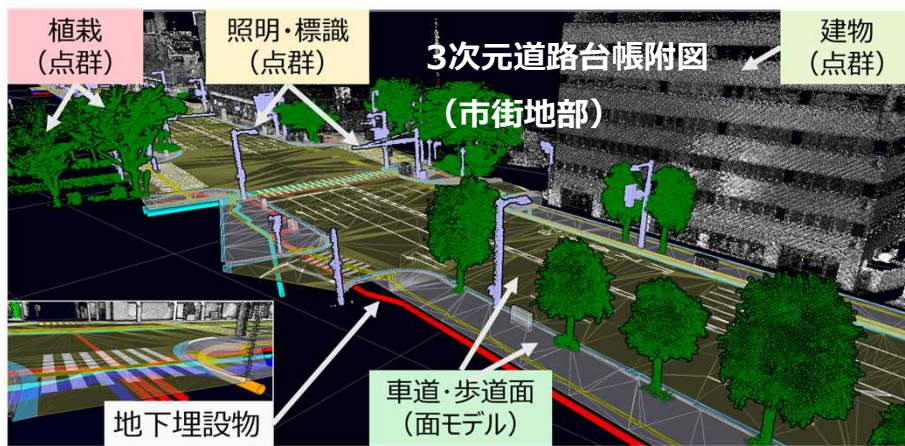 植栽
(点群)
照明・標識
(点群)
3次元道路台帳附図
(市街地部)
建物
(点群)
地下埋設物
車道・歩道面
(面モデル)